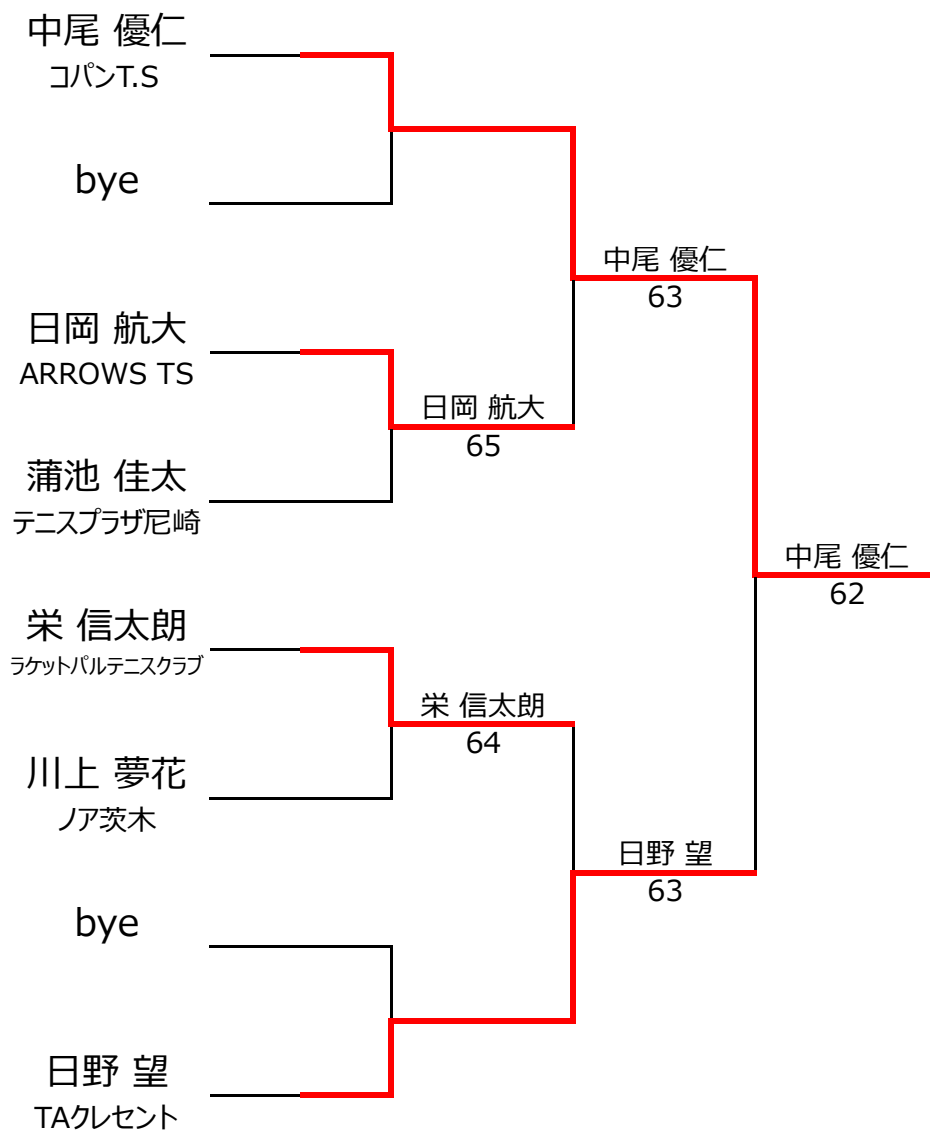 中尾 優仁
コパンT.S
bye
日岡 航大
ARROWS TS
蒲池 佳太
テニスプラザ尼崎
栄 信太朗
ラケットパルテニスクラブ
川上 夢花
ノア茨木
bye
日野 望
TAクレセント
日岡 航大
65
栄 信太朗
64
中尾 優仁
63
日野 望
63
中尾 優仁
62